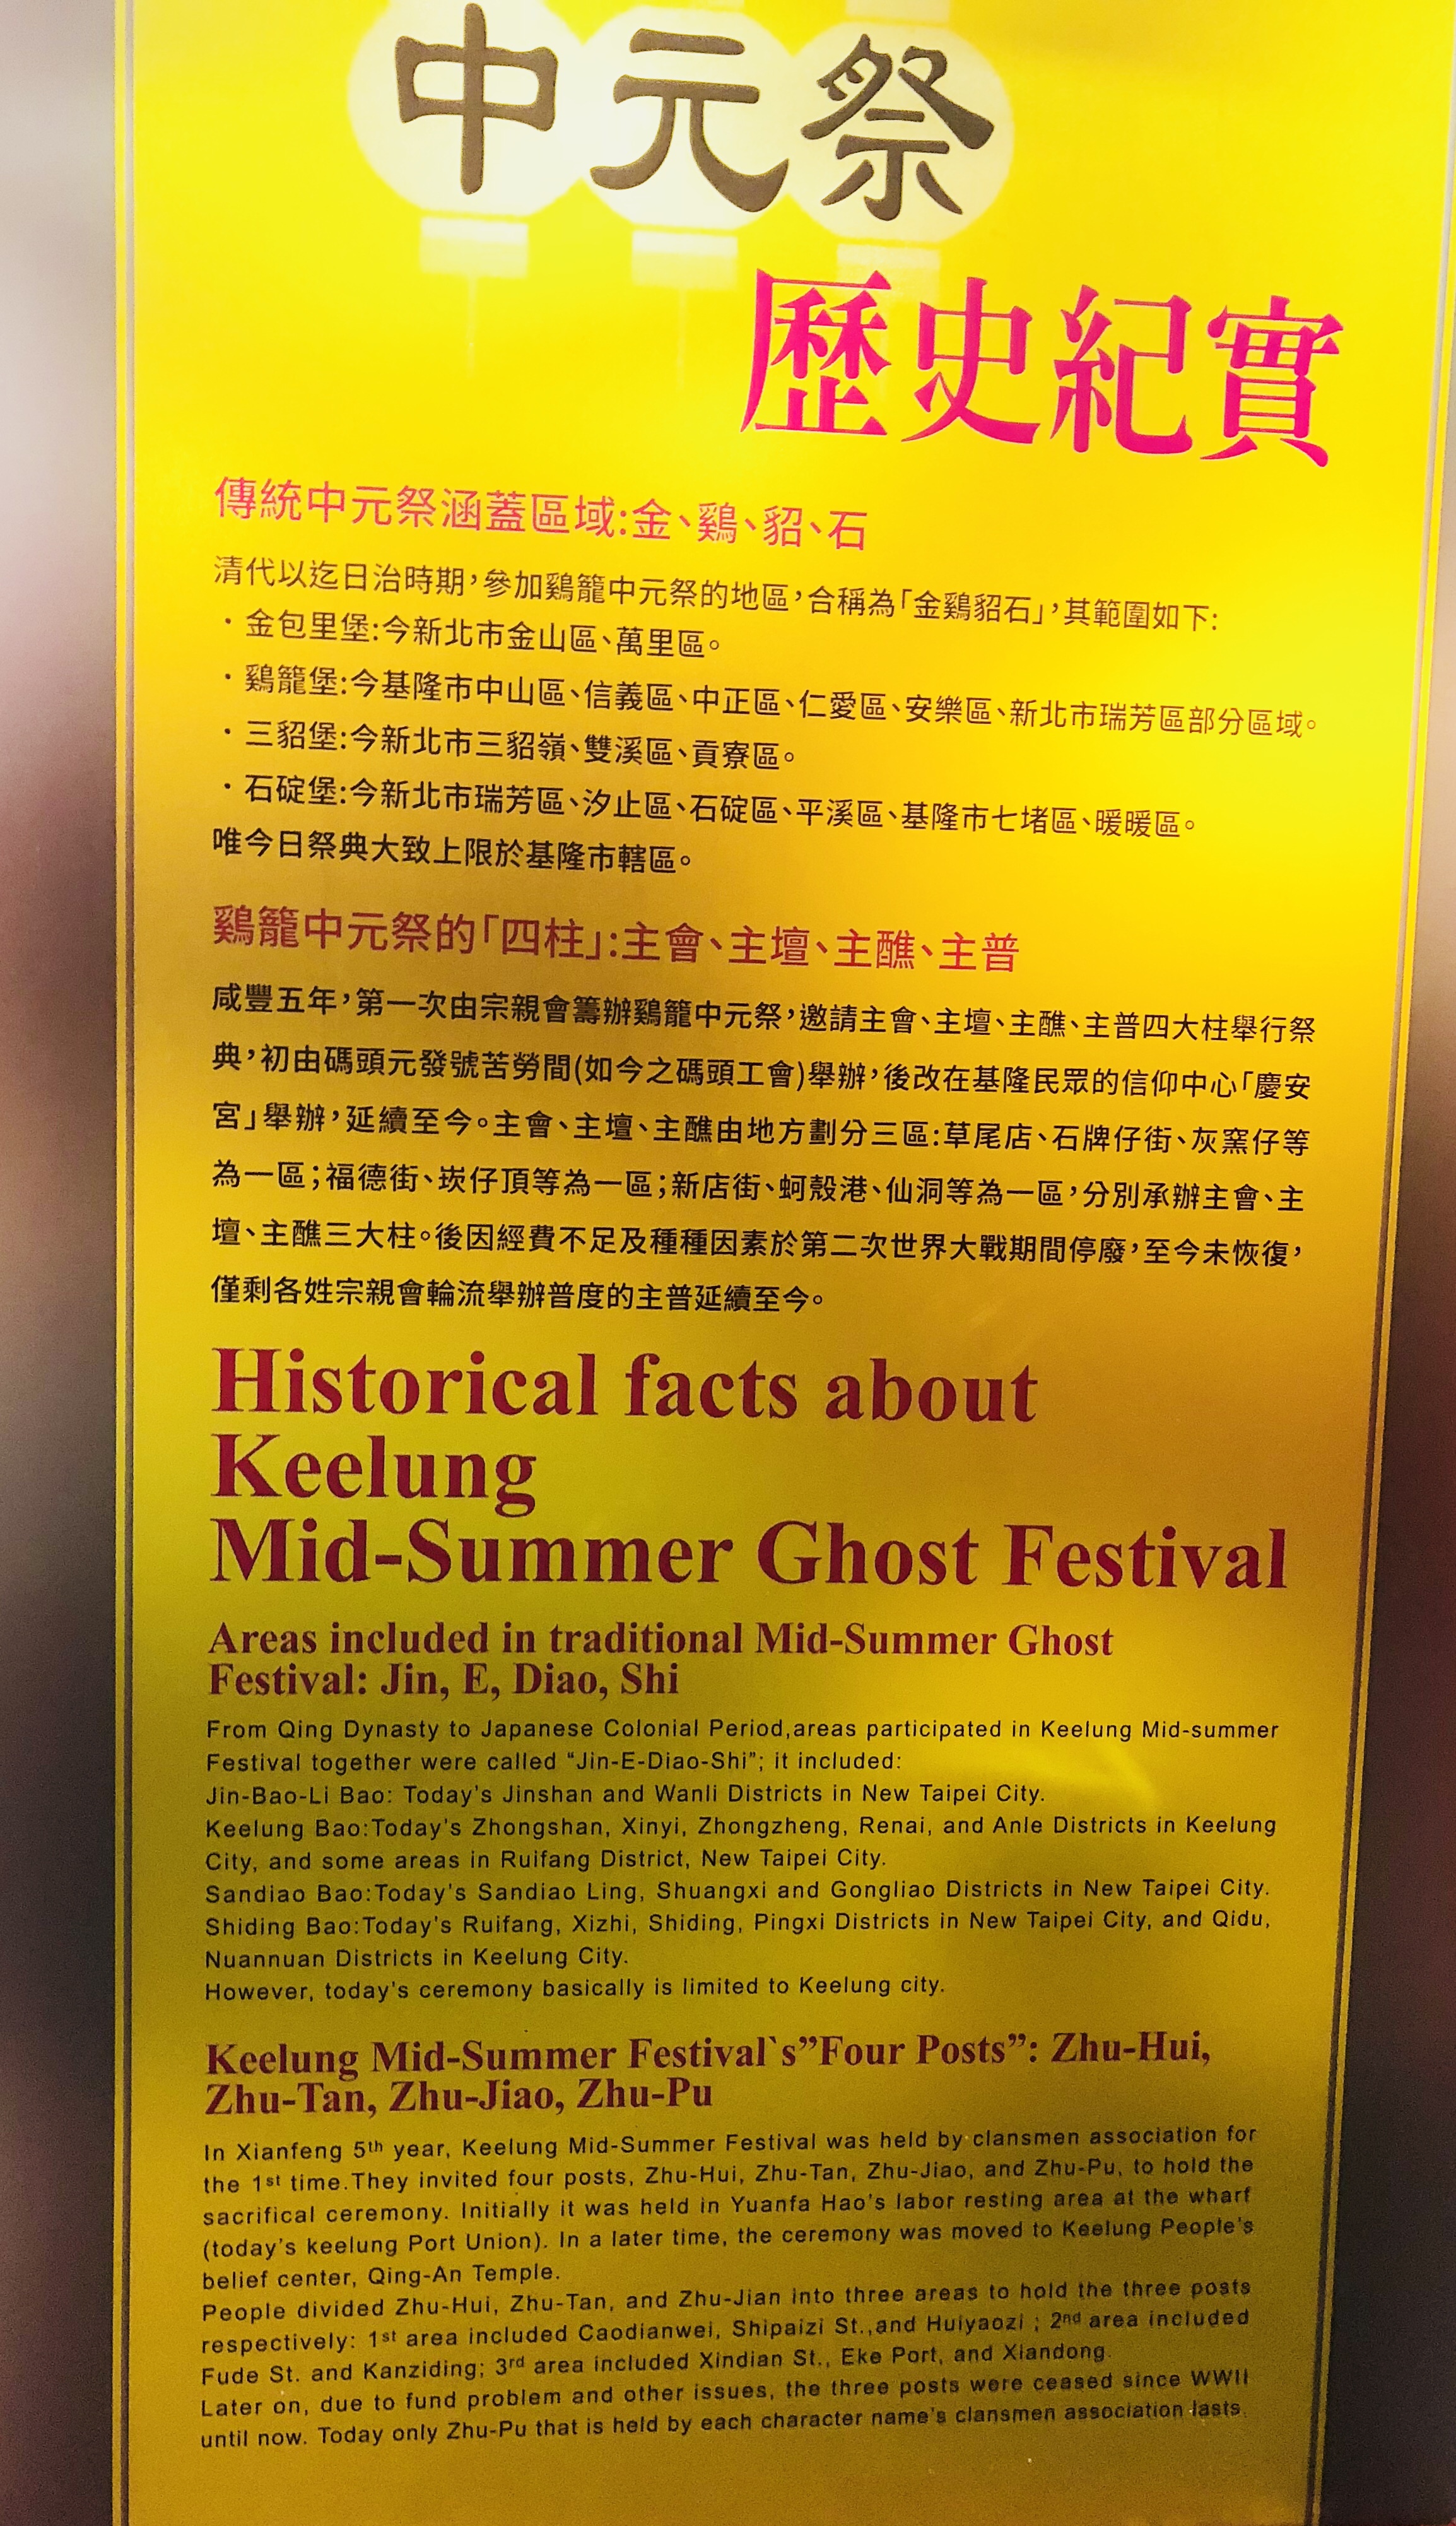 中元祭
歷史紀實
傳統中元祭涵蓋區域:金、鷄、貂、石
清代以迄日治時期,參加鷄籠中元祭的地區,合稱為「金鷄貂石」,其範圍如下:
・金包里堡:今新北市金山區、萬里區。
・鷄籠堡:今基隆市中山區、信義區、中正區、仁愛區、安樂區、新北市瑞芳區部分區域。
・三貂堡:今新北市三貂嶺、雙溪區、貢寮區。
・石碇堡:今新北市瑞芳區、汐止區、石碇區、平溪區、基隆市七堵區、暖暖區。
唯今日祭典大致上限於基隆市轄區。
鷄籠中元祭的「四柱」:主會、主壇、主醮、主普
咸豐五年,第一次由宗親會籌辦鷄籠中元祭,邀請主會、主壇、主醮、主普四大柱舉行祭
典,初由碼頭元發號苦勞間(如今之碼頭工會)舉辦,後改在基隆民眾的信仰中心「慶安
宮」舉辦,延續至今。主會、主壇、主醮由地方劃分三區:草尾店、石牌仔街、灰窯仔等
為一區;福德街、崁仔頂等為一區;新店街、蚵殼港、仙洞等為一區,分別承辦主會、主
壇、主醮三大柱。後因經費不足及種種因素於第二次世界大戰期間停廢,至今未恢復,
僅剩各姓宗親會輪流舉辦普度的主普延續至今。
Historical facts about
Keelung
Mid-Summer Ghost Festival
Areas included in traditional Mid-Summer Ghost
Festival: Jin, E, Diao, Shi
From Qing Dynasty to Japanese Colonial Period,areas participated in Keelung Mid-summer
Festival together were called “Jin-E-Diao-Shi”; it included:
Jin-Bao-Li Bao: Today's Jinshan and Wanli Districts in New Taipei City.
Keelung Bao:Today's Zhongshan, Xinyi, Zhongzheng, Renai, and Anle Districts in Keelung
City, and some areas in Ruifang District, New Taipei City.
Sandiao Bao:Today's Sandiao Ling, Shuangxi and Gongliao Districts in New Taipei City.
Shiding Bao:Today's Ruifang, Xizhi, Shiding, Pingxi Districts in New Taipei City, and Qidu,
Nuannuan Districts in Keelung City.
However, today's ceremony basically is limited to Keelung city.
Keelung Mid-Summer Festival`s”Four Posts”: Zhu-Hui,
Zhu-Tan, Zhu-Jiao, Zhu-Pu
In Xianfeng 5th year, Keelung Mid-Summer Festival was held by clansmen association for
the 1st time.They invited four posts, Zhu-Hui, Zhu-Tan, Zhu-Jiao, and Zhu-Pu, to hold the
sacrifical ceremony. Initially it was held in Yuanfa Hao's labor resting area at the wharf
(today's keelung Port Union). In a later time, the ceremony was moved to Keelung People's
belief center, Qing-An Temple.
People divided Zhu-Hui, Zhu-Tan, and Zhu-Jian into three areas to hold the three posts
respectively: 1st area included Caodianwei, Shipaizi St.,and Huiyaozi ; 2nd area included
Fude St. and Kanziding; 3rd area included Xindian St., Eke Port, and Xiandong.
Later on, due to fund problem and other issues, the three posts were ceased since WWII
until now. Today only Zhu-Pu that is held by each character name's clansmen association lasts.